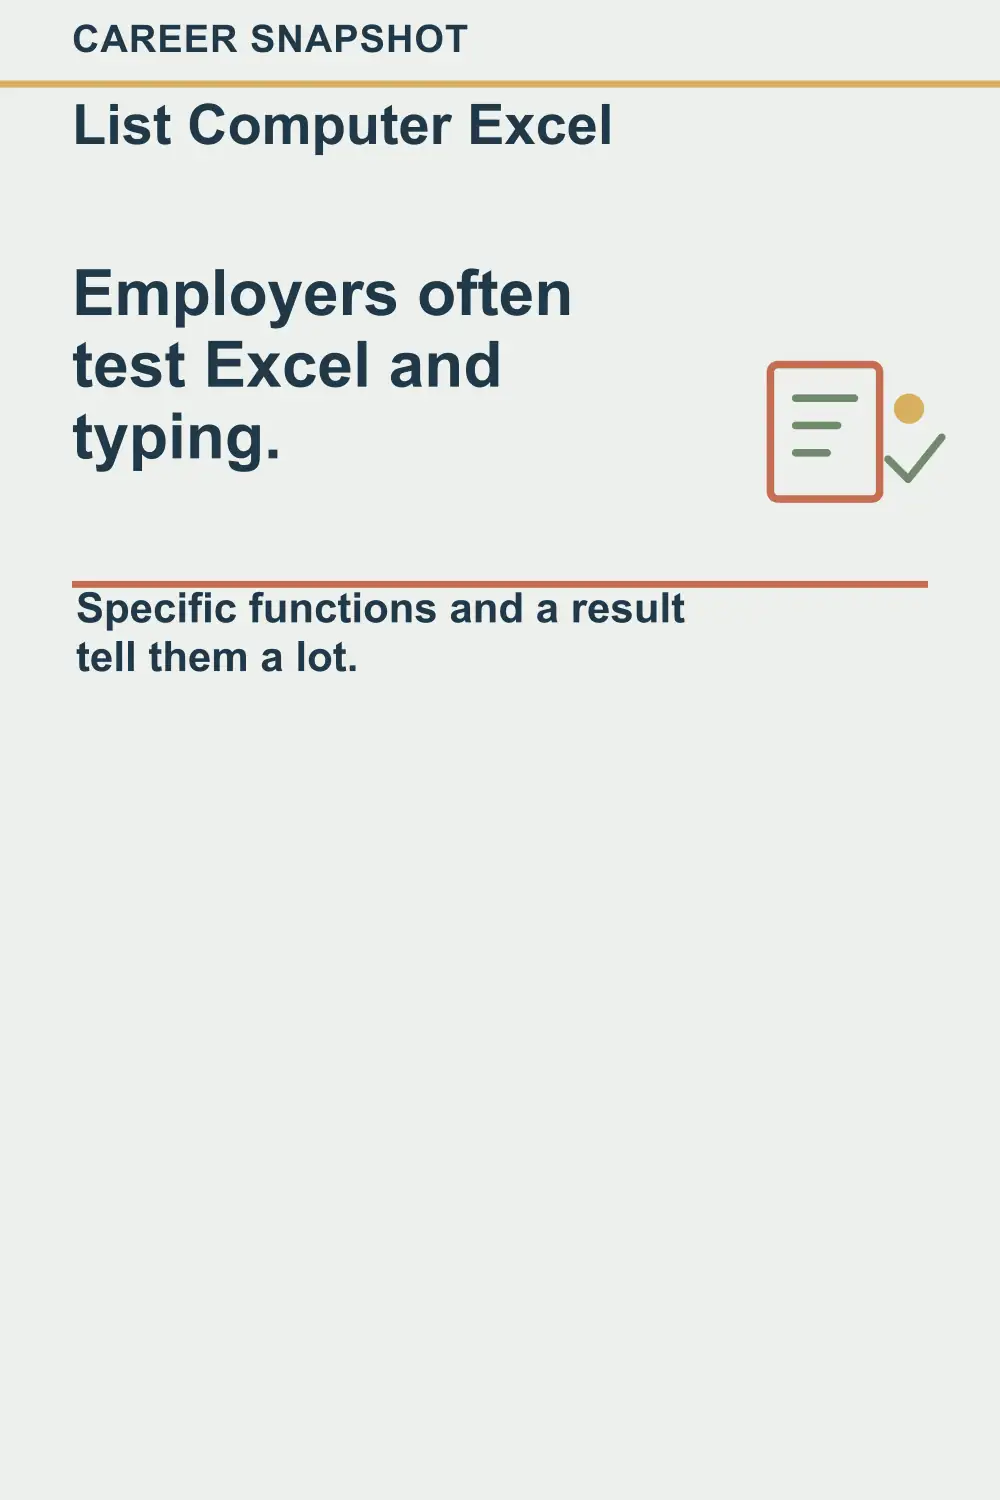 CAREER SNAPSHOT
List Computer Excel
Employers often
test Excel and
typing.
Specific functions and a result
tell them a lot.